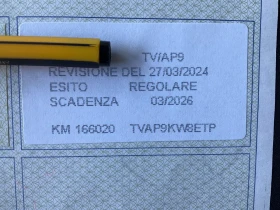 TV/AP9
REVISIONE DEL 27/03/2024
ESITO REGOLARE
SCADENZA 03/2026
KM 166020 TVAP9KW8ETP